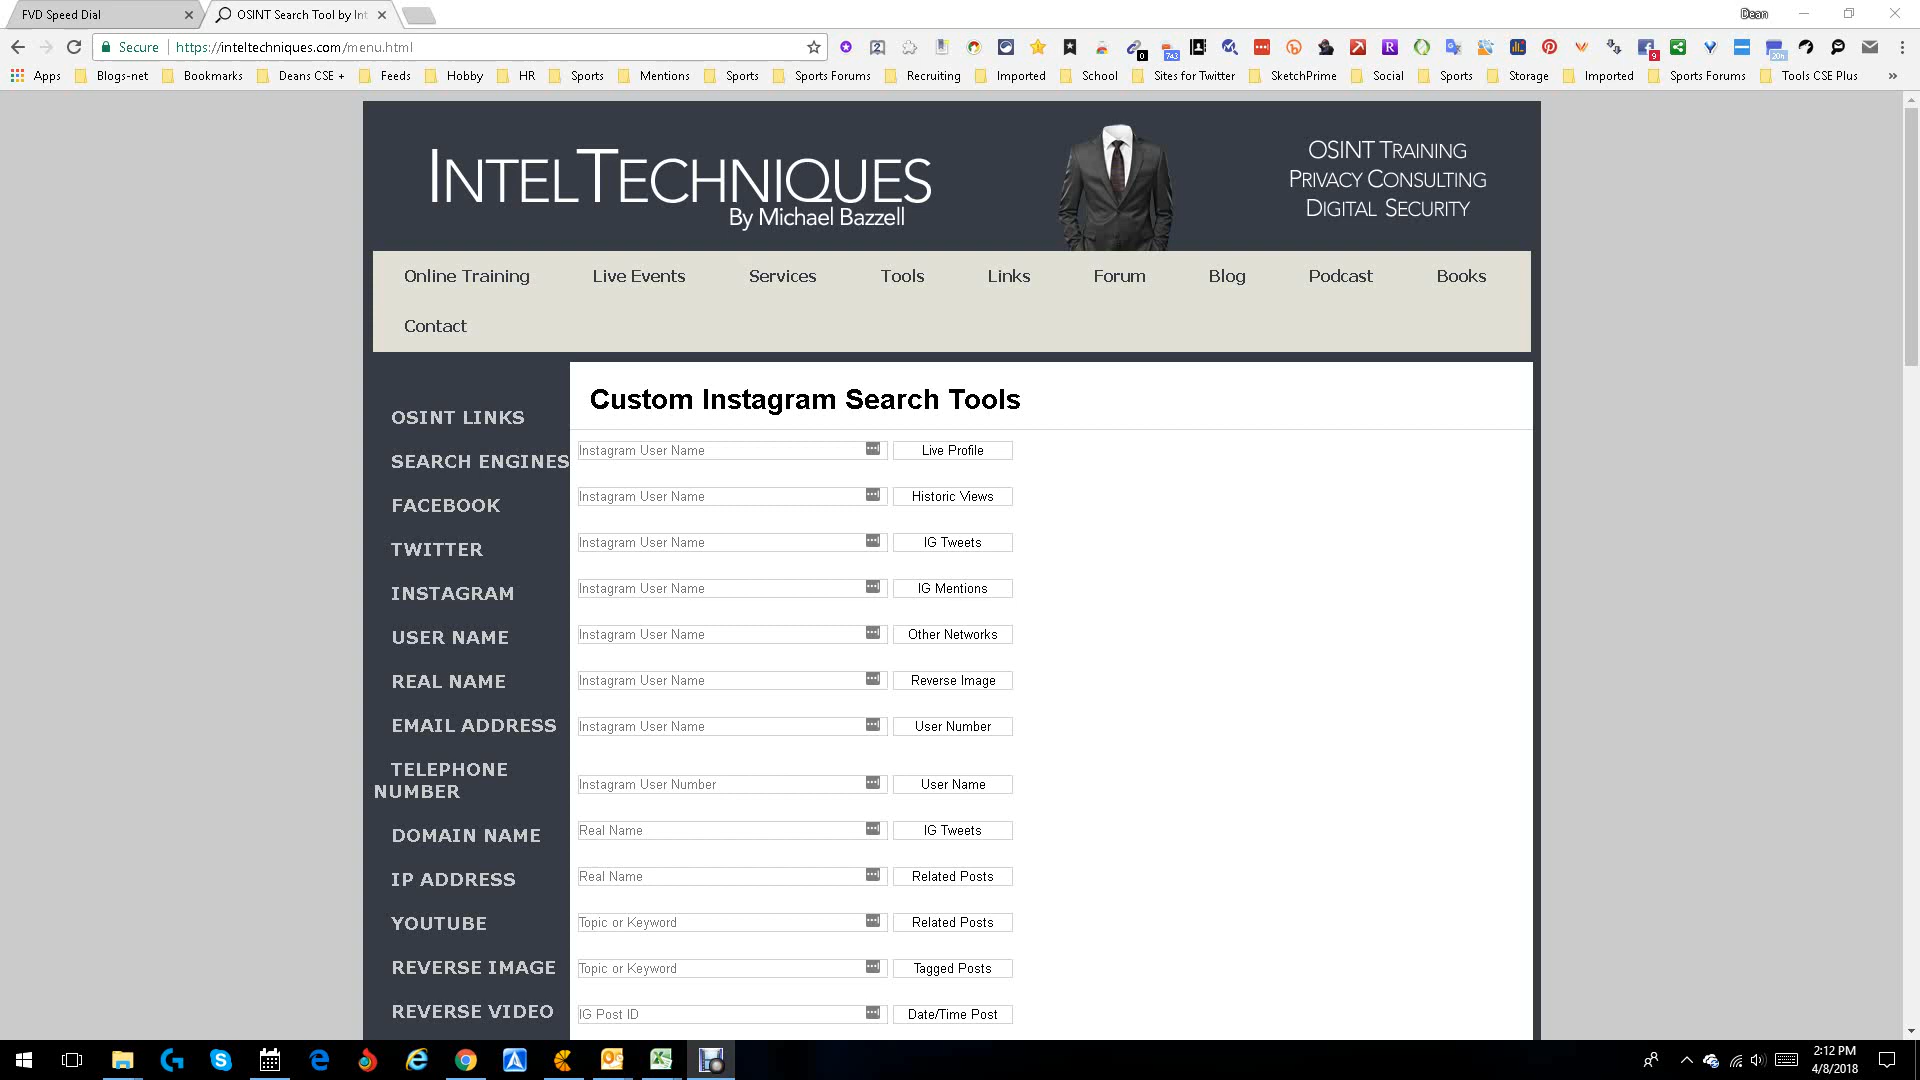 FVD Speed Dial
OSINT Search Tool by Int
Dean
Secure
https://inteltechniques.com/menu.html
Apps
Blogs-net
Bookmarks
Deans CSE +
Feeds
Hobby
HR
Sports
Mentions
Sports
Sports Forums
Recruiting
Imported
School
Sites for Twitter
SketchPrime
Social
Sports
Storage
Imported
Sports Forums
Tools CSE Plus
INTELTECHNIQUES
By Michael Bazzell
OSINT TRAINING
PRIVACY CONSULTING
DIGITAL SECURITY
Online Training
Live Events
Services
Tools
Links
Forum
Blog
Podcast
Books
Contact
OSINT LINKS
SEARCH ENGINES
FACEBOOK
TWITTER
INSTAGRAM
USER NAME
REAL NAME
EMAIL ADDRESS
TELEPHONE
NUMBER
DOMAIN NAME
IP ADDRESS
YOUTUBE
REVERSE IMAGE
REVERSE VIDEO
Custom Instagram Search Tools
Instagram User Name Live Profile
Instagram User Name Historic Views
Instagram User Name IG Tweets
Instagram User Name IG Mentions
Instagram User Name Other Networks
Instagram User Name Reverse Image
Instagram User Name User Number
Instagram User Number User Name
Real Name IG Tweets
Real Name Related Posts
Topic or Keyword Related Posts
Topic or Keyword Tagged Posts
IG Post ID Date/Time Post
2:12 PM
4/8/2018